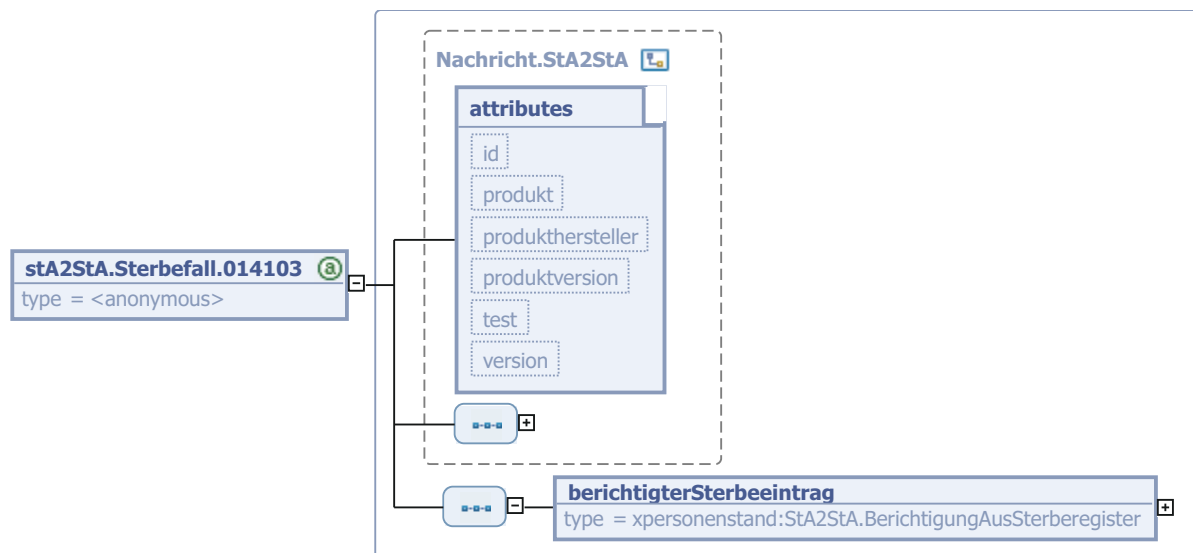 Nachricht.StA2StA
attributes
id
produkt
produkthersteller
produktversion
test
version
stA2StA.Sterbefall.014103 a
type = <anonymous>
berichtigterSterbeeintrag
type = xpersonenstand:StA2StA.BerichtigungAusSterberegister